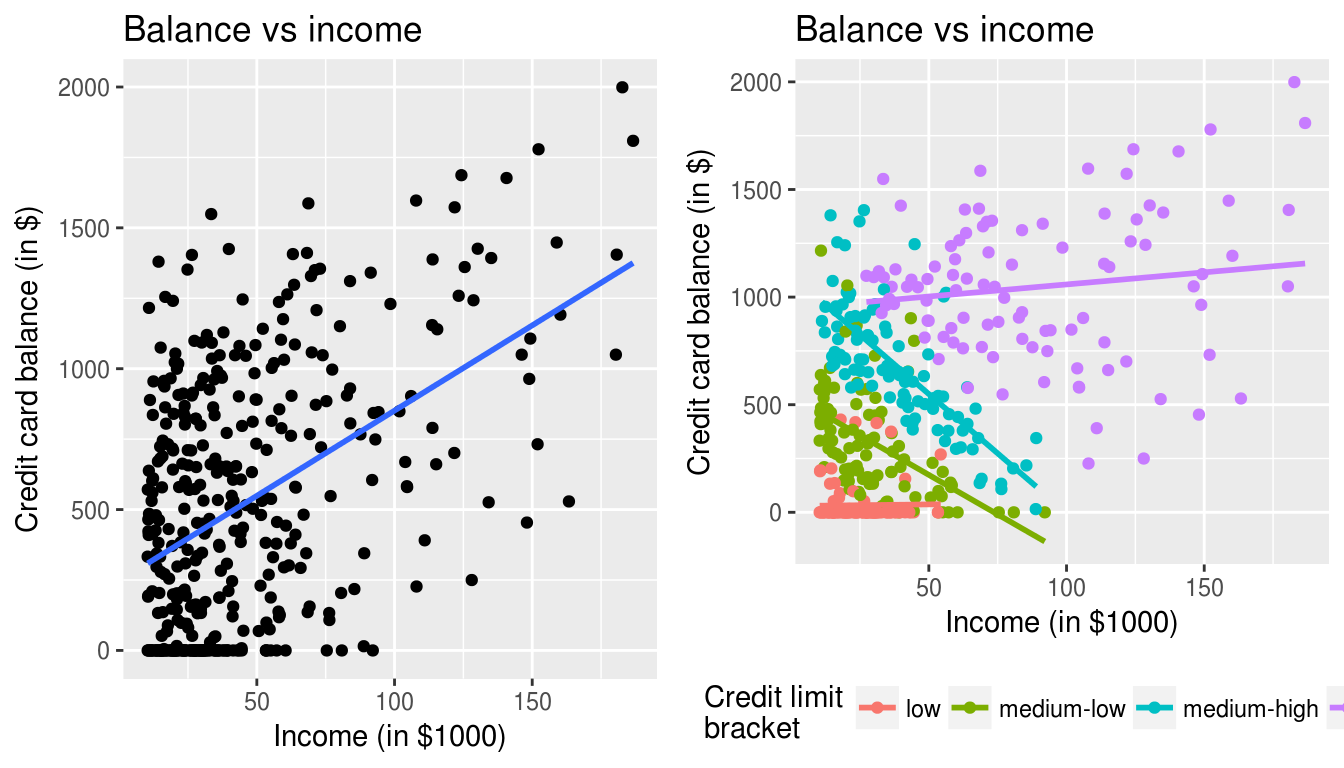 Balance vs income
2000
1500
1000
500
0
Credit card balance (in $)
50 100 150
Income (in $1000)
Balance vs income
2000
1500
1000
500
0
Credit card balance (in $)
50 100 150
Income (in $1000)
Credit limit
bracket
low medium-low medium-high